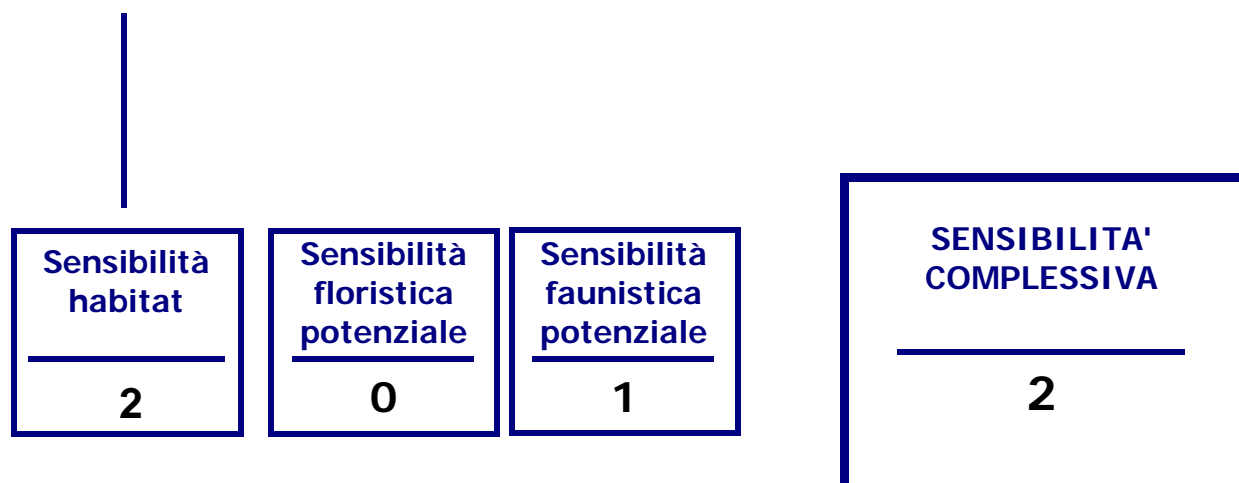 Sensibilità
habitat
2
Sensibilità
floristica
potenziale
0
Sensibilità
faunistica
potenziale
1
SENSIBILITA'
COMPLESSIVA
2